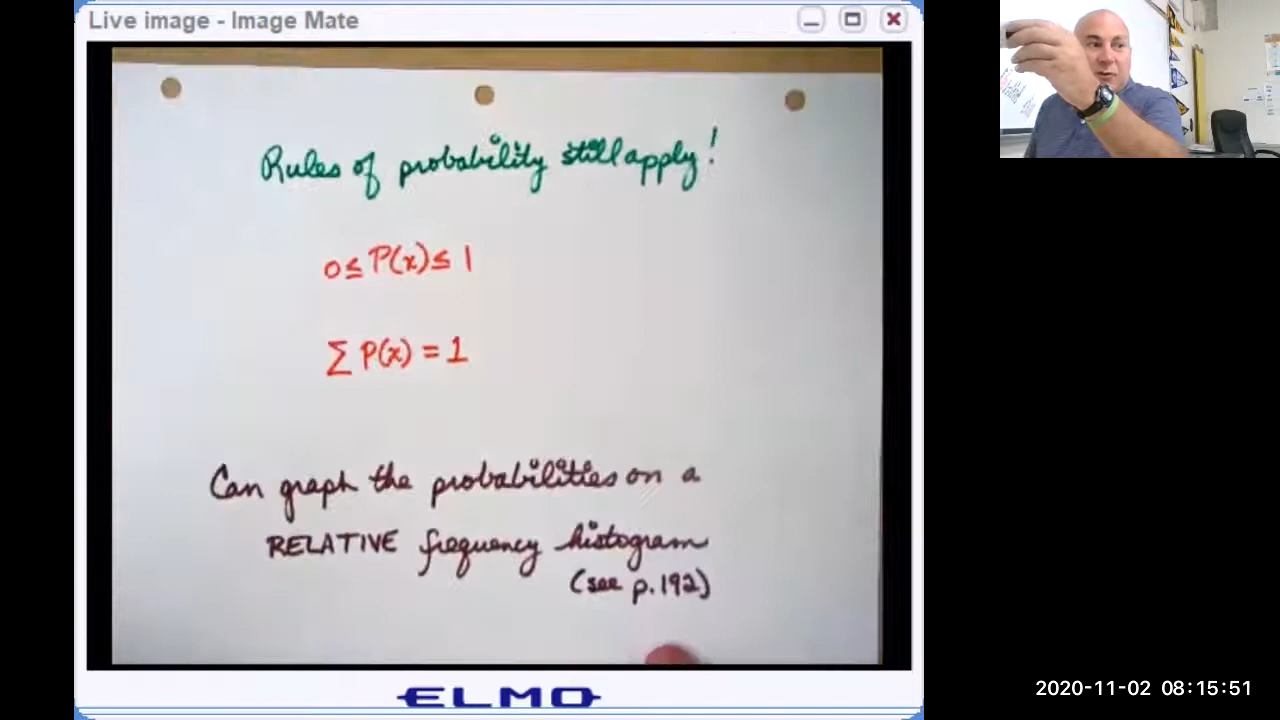 Live image - Image Mate
Rules of probability still apply!
0 ≤ P(x) ≤ 1
∑ P(x) = 1
Can graph the probabilities on a
RELATIVE frequency histogram
(see p.192)
ELMO
2020-11-02 08:15:51